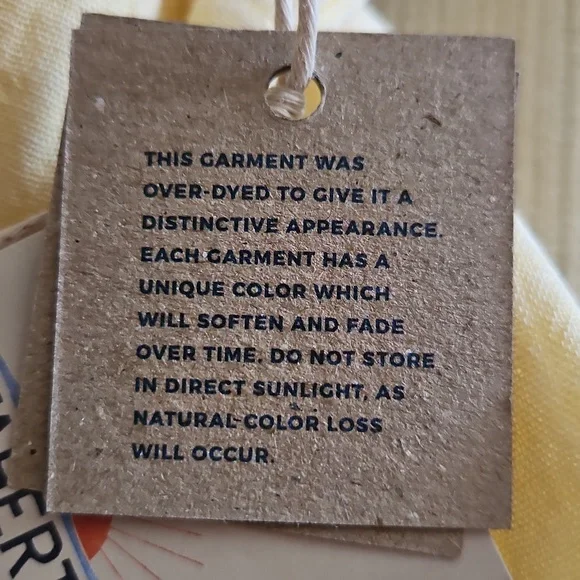 THIS GARMENT WAS
OVER-DYED TO GIVE IT A
DISTINCTIVE APPEARANCE.
EACH GARMENT HAS A
UNIQUE COLOR WHICH
WILL SOFTEN AND FADE
OVER TIME. DO NOT STORE
IN DIRECT SUNLIGHT, AS
NATURAL COLOR LOSS
WILL OCCUR.